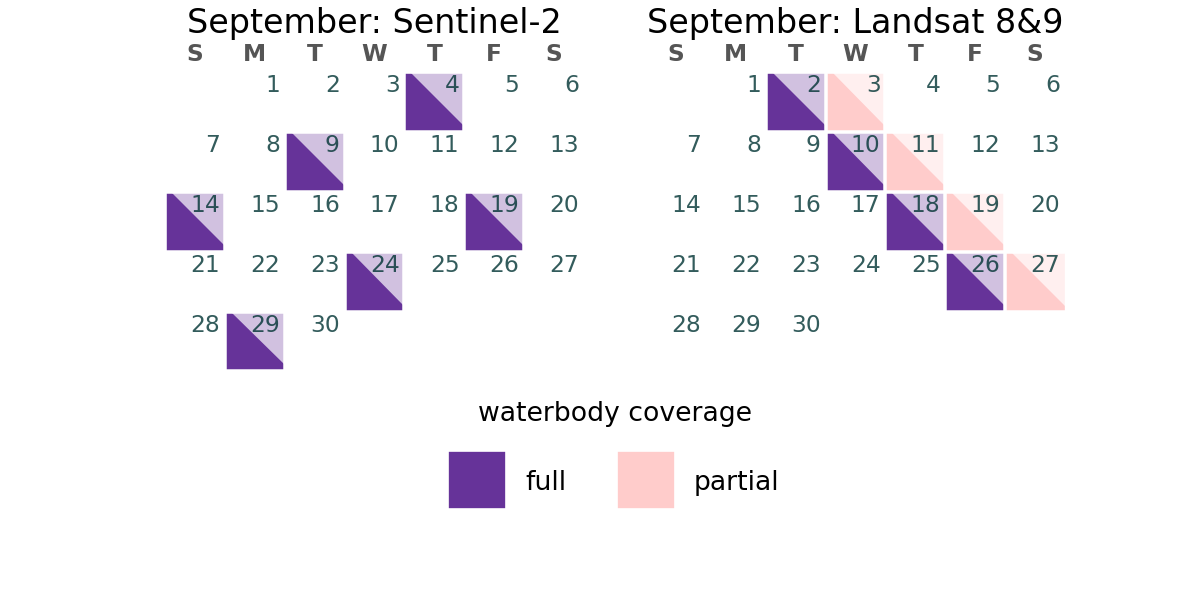 September: Sentinel-2
S M T W T F S
1 2 3 4 5 6
7 8 9 10 11 12 13
14 15 16 17 18 19 20
21 22 23 24 25 26 27
28 29 30
September: Landsat 8&9
S M T W T F S
1 2 3 4 5 6
7 8 9 10 11 12 13
14 15 16 17 18 19 20
21 22 23 24 25 26 27
28 29 30
waterbody coverage
full partial